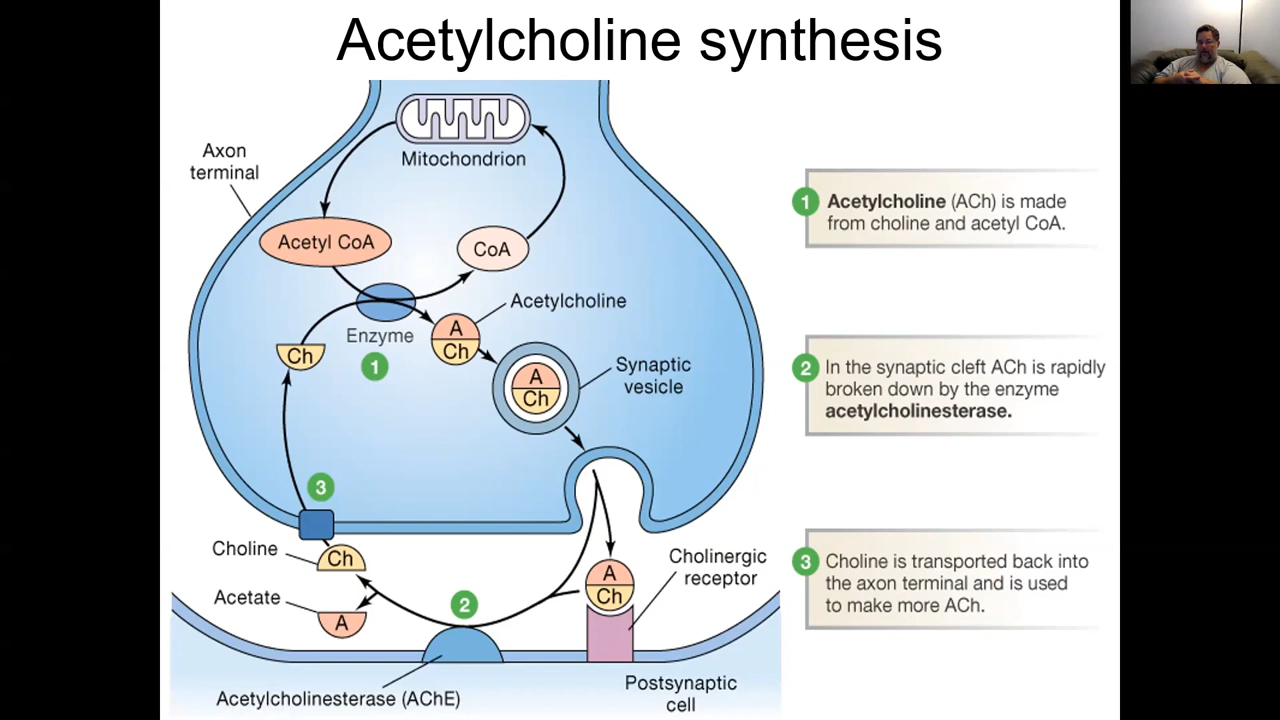 Acetylcholine synthesis
Axon
terminal
Mitochondrion
Acetyl CoA
CoA
Enzyme
1
Acetylcholine
A
Ch
Ch
Synaptic
vesicle
A
Ch
3
Choline
Ch
Acetate
A
2
Acetylcholinesterase (AChE)
A
Ch
Cholinergic
receptor
Postsynaptic
cell
1
Acetylcholine (ACh) is made
from choline and acetyl CoA.
2
In the synaptic cleft ACh is rapidly
broken down by the enzyme
acetylcholinesterase.
3
Choline is transported back into
the axon terminal and is used
to make more ACh.